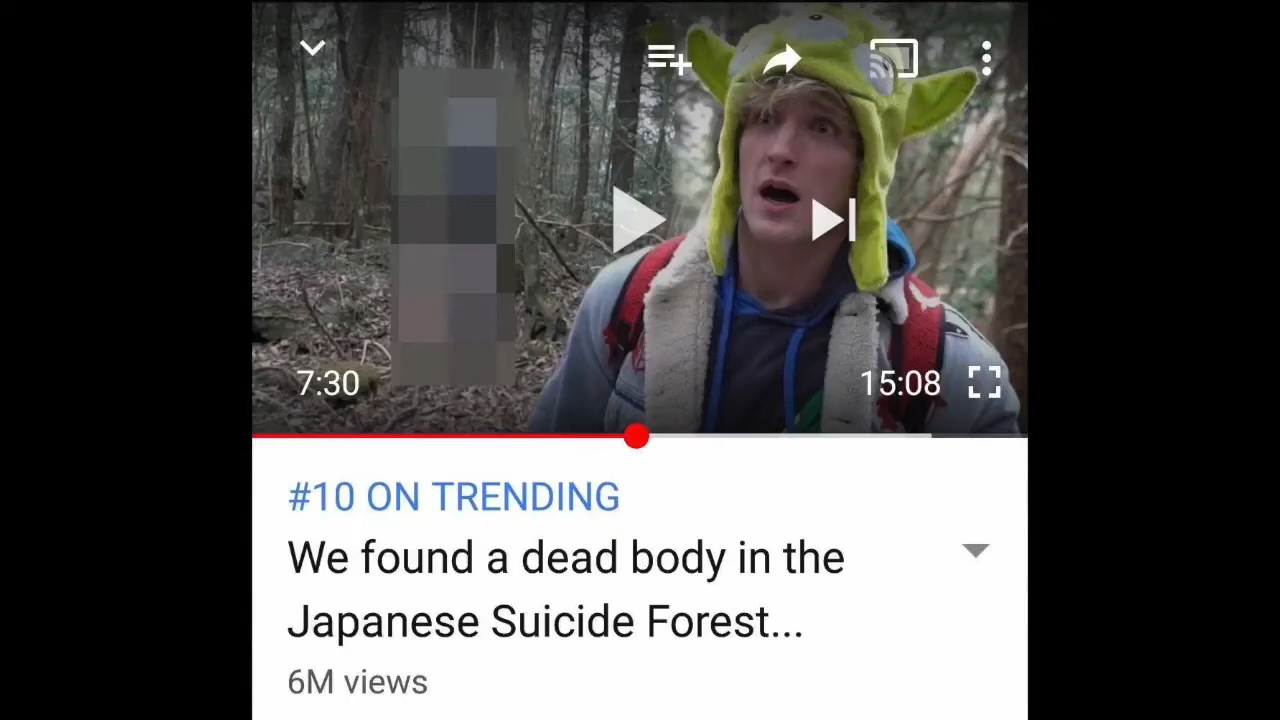 7:30
15:08
#10 ON TRENDING
We found a dead body in the
Japanese Suicide Forest...
6M views